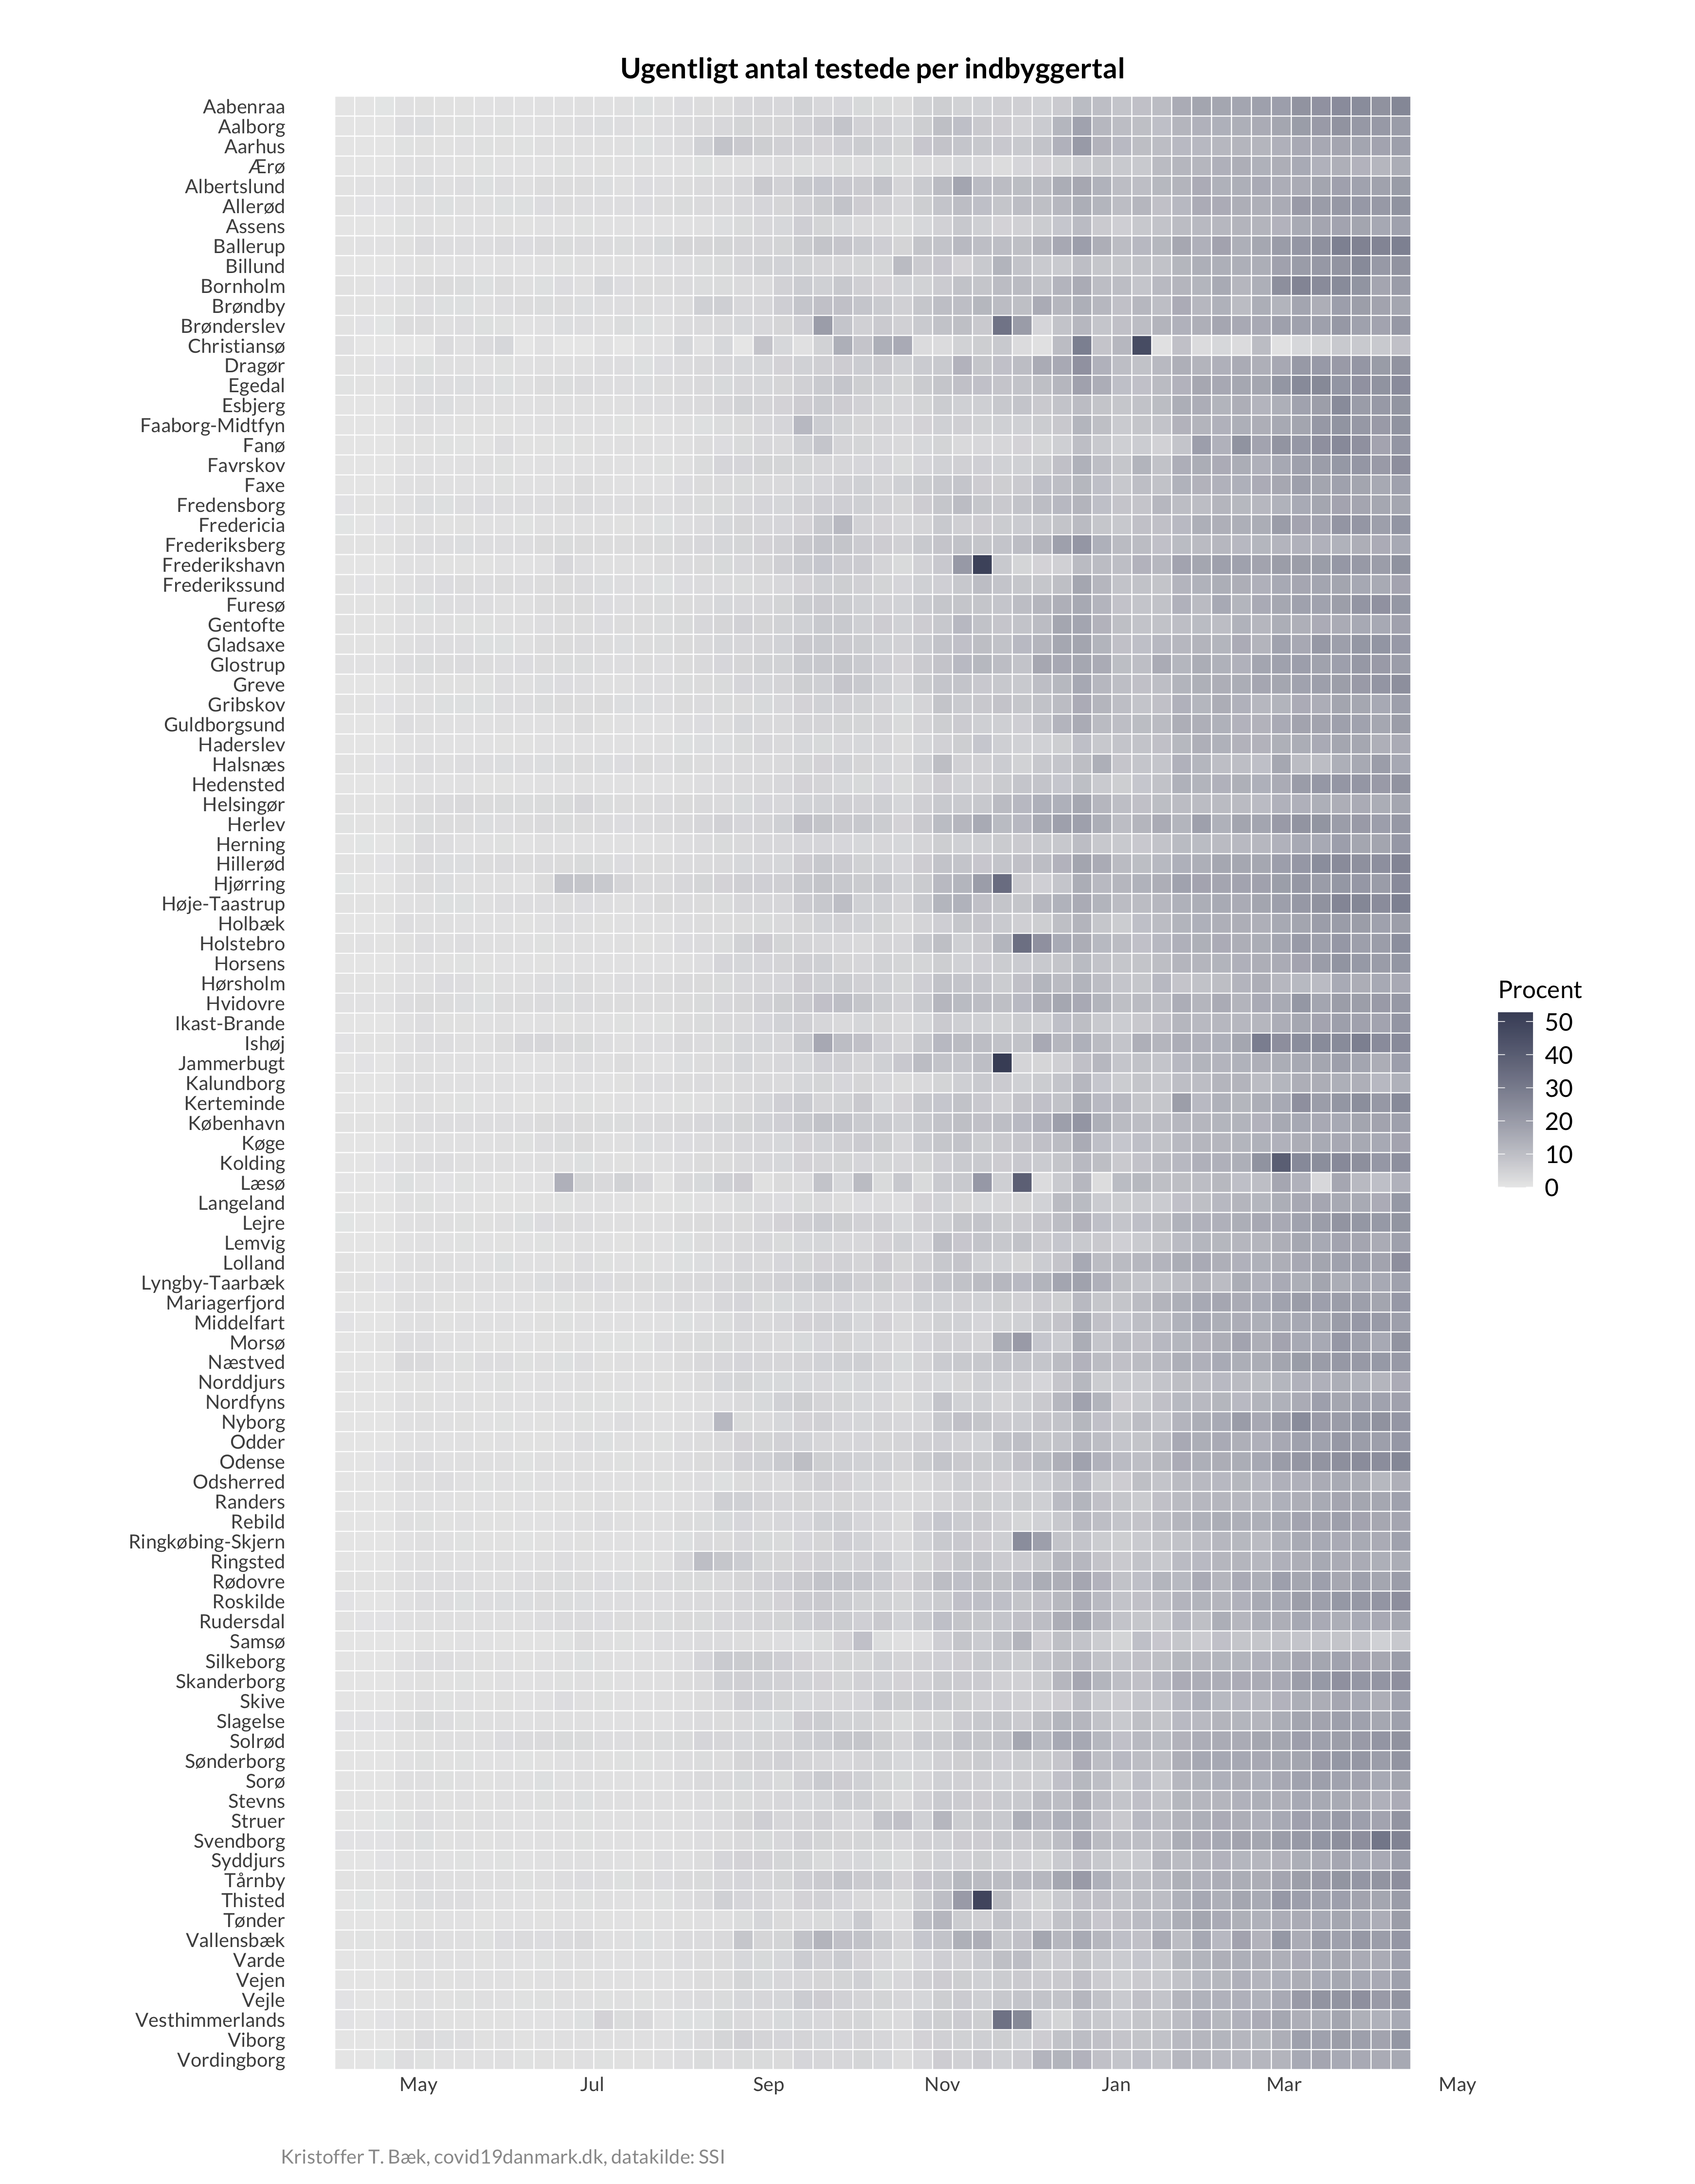 Ugentligt antal testede per indbyggertal
Aabenraa
Aalborg
Aarhus
Ærø
Albertslund
Allerød
Assens
Ballerup
Billund
Bornholm
Brøndby
Brønderslev
Christiansø
Dragør
Egedal
Esbjerg
Faaborg-Midtfyn
Fanø
Favrskov
Faxe
Fredensborg
Fredericia
Frederiksberg
Frederikshavn
Frederikssund
Furesø
Gentofte
Gladsaxe
Glostrup
Greve
Gribskov
Guldborgsund
Haderslev
Halsnæs
Hedensted
Helsingør
Herlev
Herning
Hillerød
Hjørring
Høje-Taastrup
Holbæk
Holstebro
Horsens
Hørsholm
Hvidovre
Ikast-Brande
Ishøj
Jammerbugt
Kalundborg
Kerteminde
København
Køge
Kolding
Læsø
Langeland
Lejre
Lemvig
Lolland
Lyngby-Taarbæk
Mariagerfjord
Middelfart
Morsø
Næstved
Norddjurs
Nordfyns
Nyborg
Odder
Odense
Odsherred
Randers
Rebild
Ringkøbing-Skjern
Ringsted
Rødovre
Roskilde
Rudersdal
Samsø
Silkeborg
Skanderborg
Skive
Slagelse
Solrød
Sønderborg
Sorø
Stevns
Struer
Svendborg
Syddjurs
Tårnby
Thisted
Tønder
Vallensbæk
Varde
Vejen
Vejle
Vesthimmerlands
Viborg
Vordingborg
May Jul Sep Nov Jan Mar May
Procent
50
40
30
20
10
0
Kristoffer T. Bæk, covid19danmark.dk, datakilde: SSI